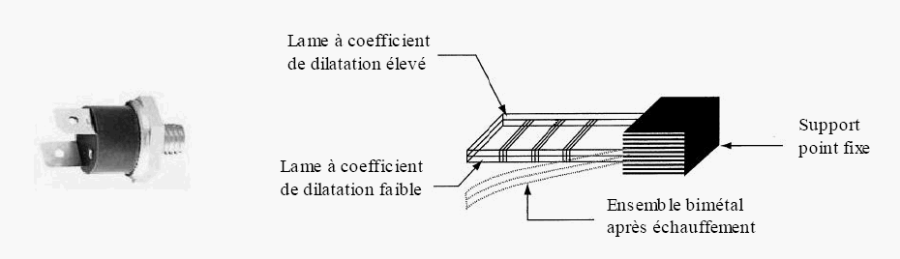 Lame à coefficient
de dilatation élevé
Lame à coefficient
de dilatation faible
Support
point fixe
Ensemble bimétal
après échauffement